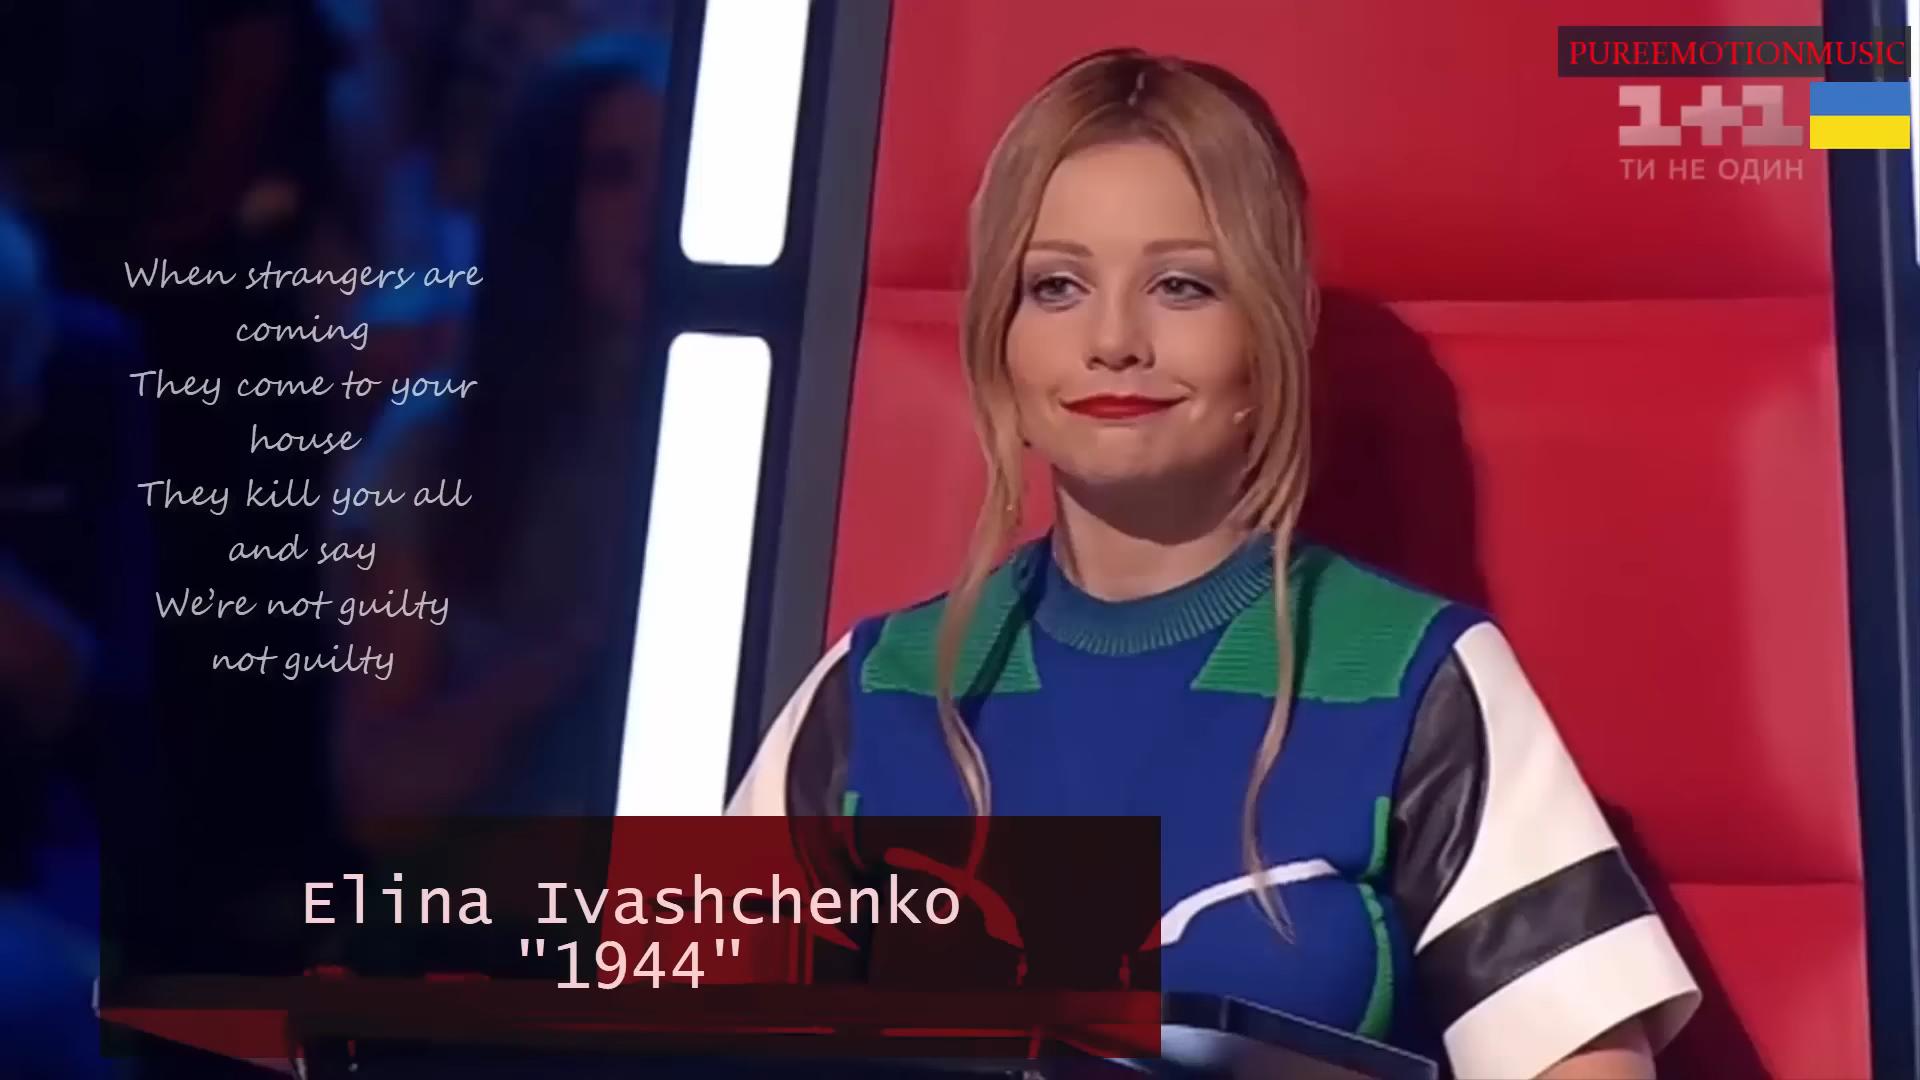 PUREEMOTIONMUSIC
1+1
ТИ НЕ ОДИН
When strangers are
coming
They come to your
house
They kill you all
and say
We're not guilty
not guilty
Elina Ivashchenko
"1944"